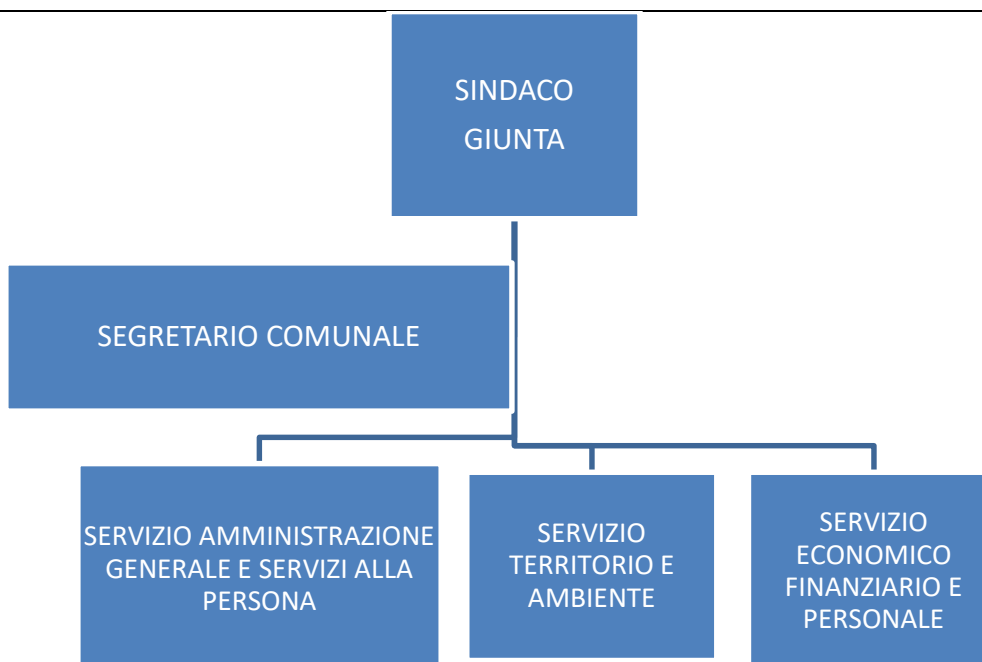 SINDACO
GIUNTA
SEGRETARIO COMUNALE
SERVIZIO AMMINISTRAZIONE
GENERALE E SERVIZI ALLA
PERSONA
SERVIZIO
TERRITORIO E
AMBIENTE
SERVIZIO
ECONOMICO
FINANZIARIO E
PERSONALE